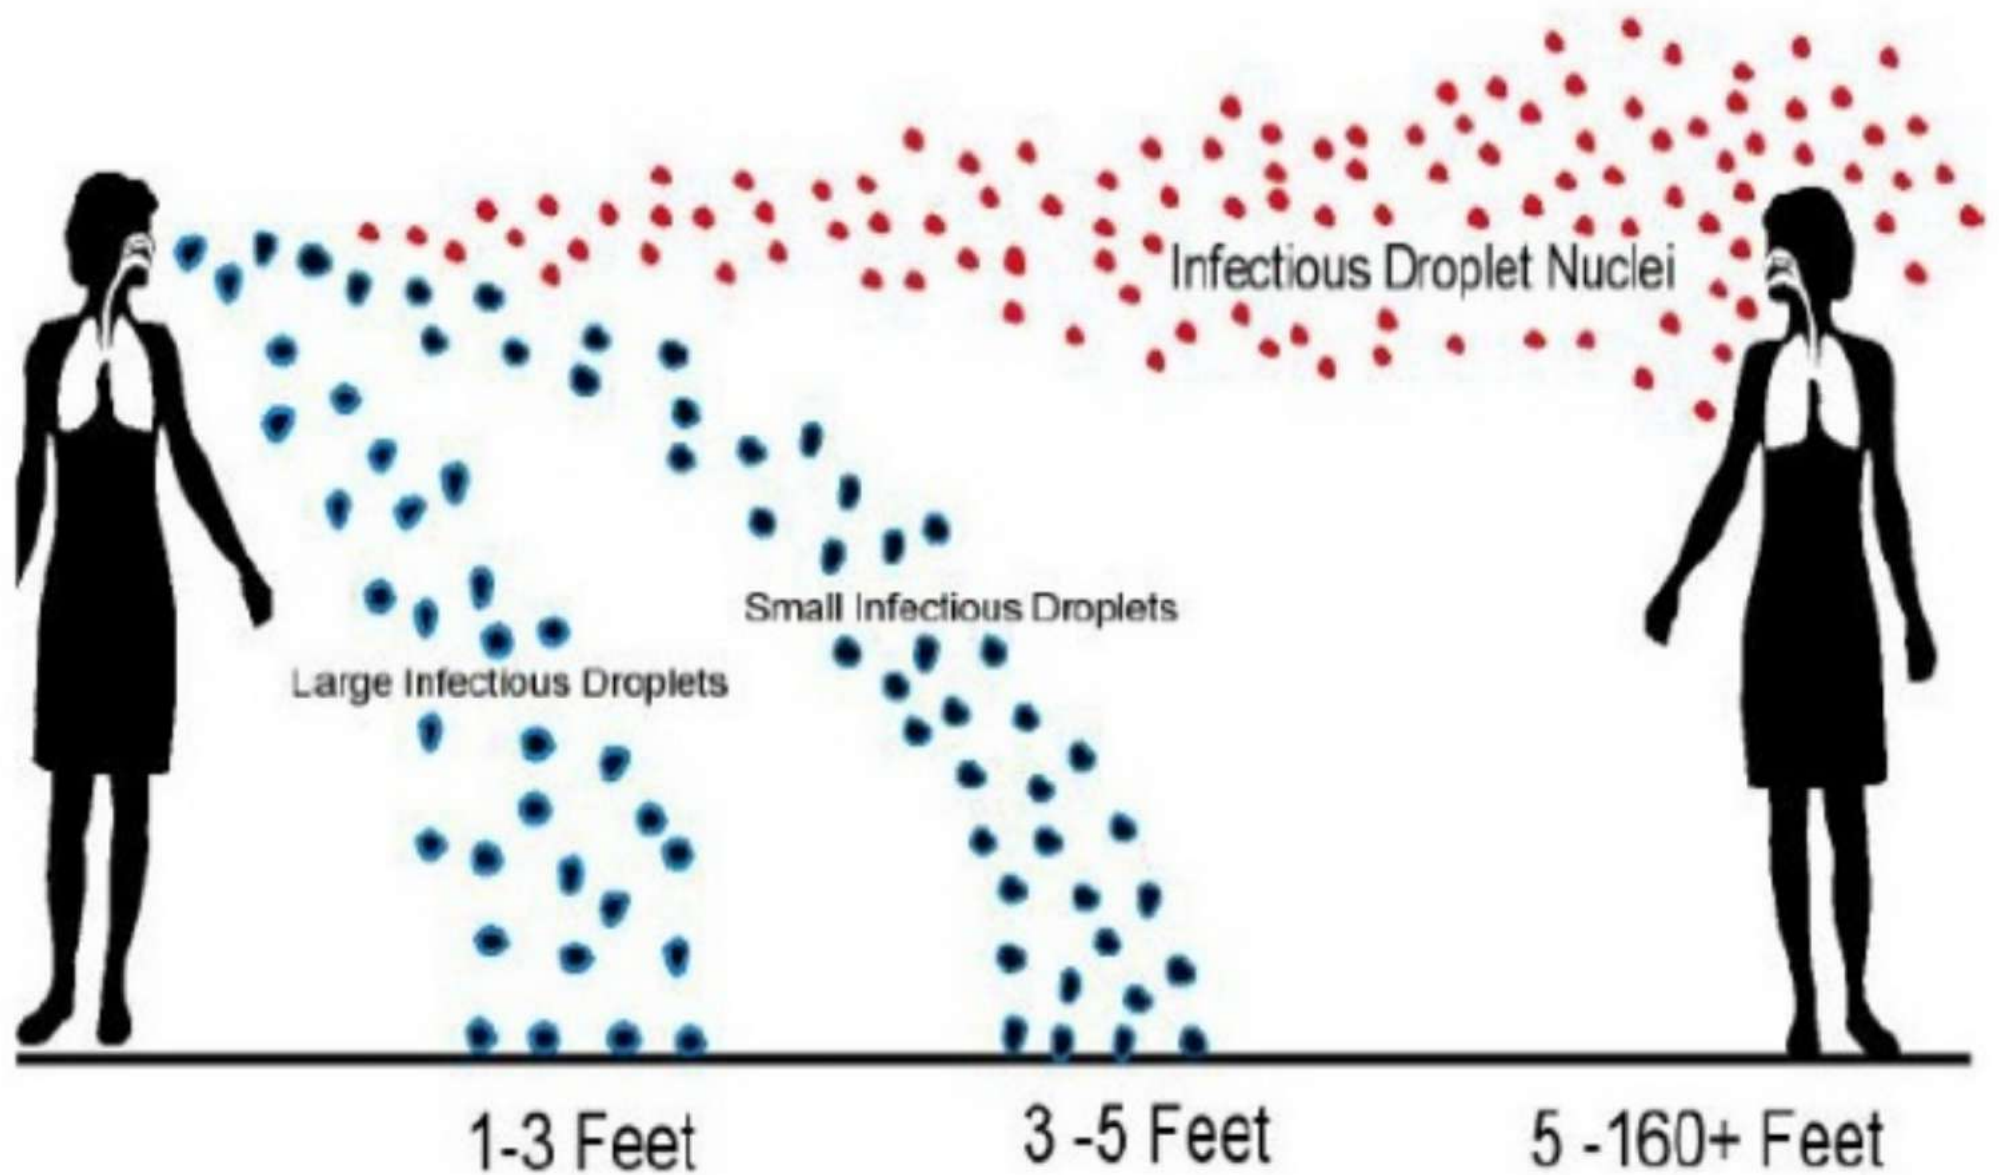 Infectious Droplet Nuclei
Small Infectious Droplets
Large Infectious Droplets
1-3 Feet
3 -5 Feet
5 -160+ Feet